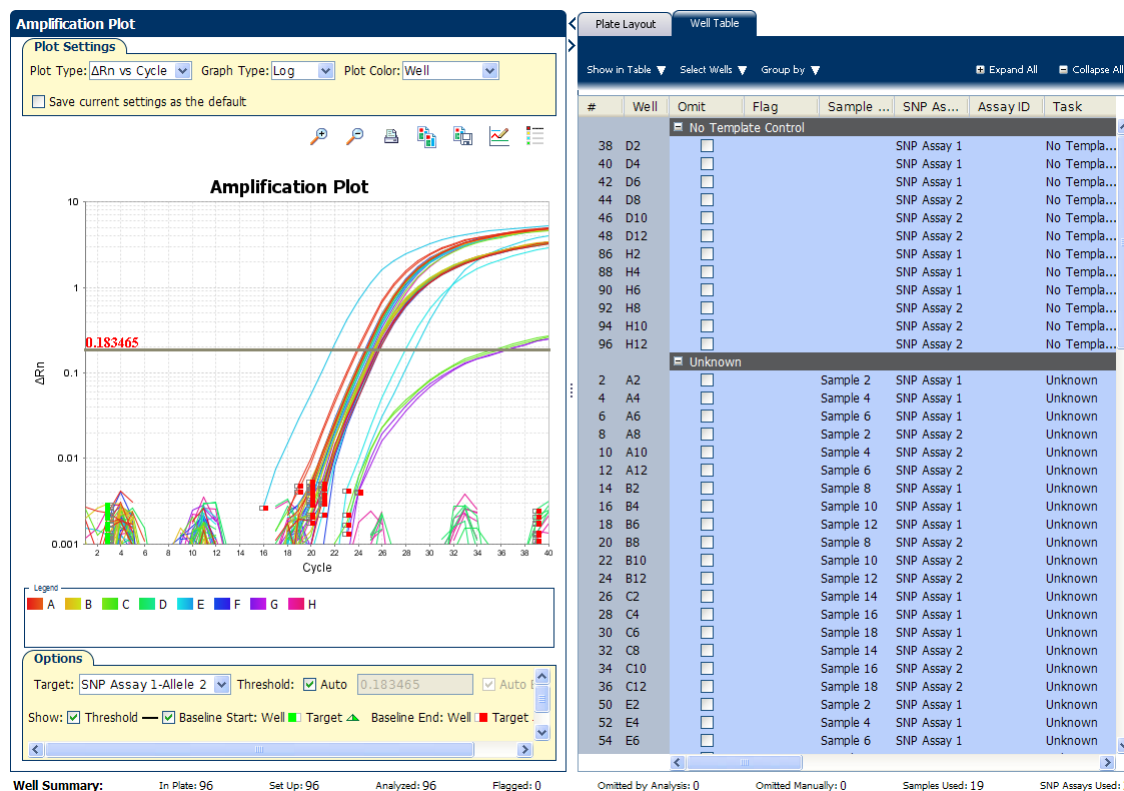 Amplification Plot
Plot Settings
Plot Type: ΔRn vs Cycle Graph Type: Log Plot Color: Well
Save current settings as the default
Amplification Plot
10
1
0.183465
0.1
0.01
0.001
ΔRn
2 4 6 8 10 12 14 16 18 20 22 24 26 28 30 32 34 36 38 40
Cycle
Legend
A B C D E F G H
Options
Target: SNP Assay 1-Allele 2 Threshold: Auto 0.183465 Auto
Show: Threshold Baseline Start: Well Target Baseline End: Well Target
Plate Layout Well Table
Show in Table Select Wells Group by Expand All Collapse All
# Well Omit Flag Sample ... SNP As... Assay ID Task
No Template Control
38 D2 SNP Assay 1 No Templa...
40 D4 SNP Assay 1 No Templa...
42 D6 SNP Assay 1 No Templa...
44 D8 SNP Assay 2 No Templa...
46 D10 SNP Assay 2 No Templa...
48 D12 SNP Assay 2 No Templa...
86 H2 SNP Assay 1 No Templa...
88 H4 SNP Assay 1 No Templa...
90 H6 SNP Assay 1 No Templa...
92 H8 SNP Assay 2 No Templa...
94 H10 SNP Assay 2 No Templa...
96 H12 SNP Assay 2 No Templa...
Unknown
2 A2 Sample 2 SNP Assay 1 Unknown
4 A4 Sample 4 SNP Assay 1 Unknown
6 A6 Sample 6 SNP Assay 1 Unknown
8 A8 Sample 2 SNP Assay 2 Unknown
10 A10 Sample 4 SNP Assay 2 Unknown
12 A12 Sample 6 SNP Assay 2 Unknown
14 B2 Sample 8 SNP Assay 1 Unknown
16 B4 Sample 10 SNP Assay 1 Unknown
18 B6 Sample 12 SNP Assay 1 Unknown
20 B8 Sample 8 SNP Assay 2 Unknown
22 B10 Sample 10 SNP Assay 2 Unknown
24 B12 Sample 12 SNP Assay 2 Unknown
26 C2 Sample 14 SNP Assay 1 Unknown
28 C4 Sample 16 SNP Assay 1 Unknown
30 C6 Sample 18 SNP Assay 1 Unknown
32 C8 Sample 14 SNP Assay 2 Unknown
34 C10 Sample 16 SNP Assay 2 Unknown
36 C12 Sample 18 SNP Assay 2 Unknown
50 E2 Sample 2 SNP Assay 1 Unknown
52 E4 Sample 4 SNP Assay 1 Unknown
54 E6 Sample 6 SNP Assay 1 Unknown
Well Summary: In Plate: 96 Set Up: 96 Analyzed: 96 Flagged: 0 Omitted by Analysis: 0 Omitted Manually: 0 Samples Used: 19 SNP Assays Used: